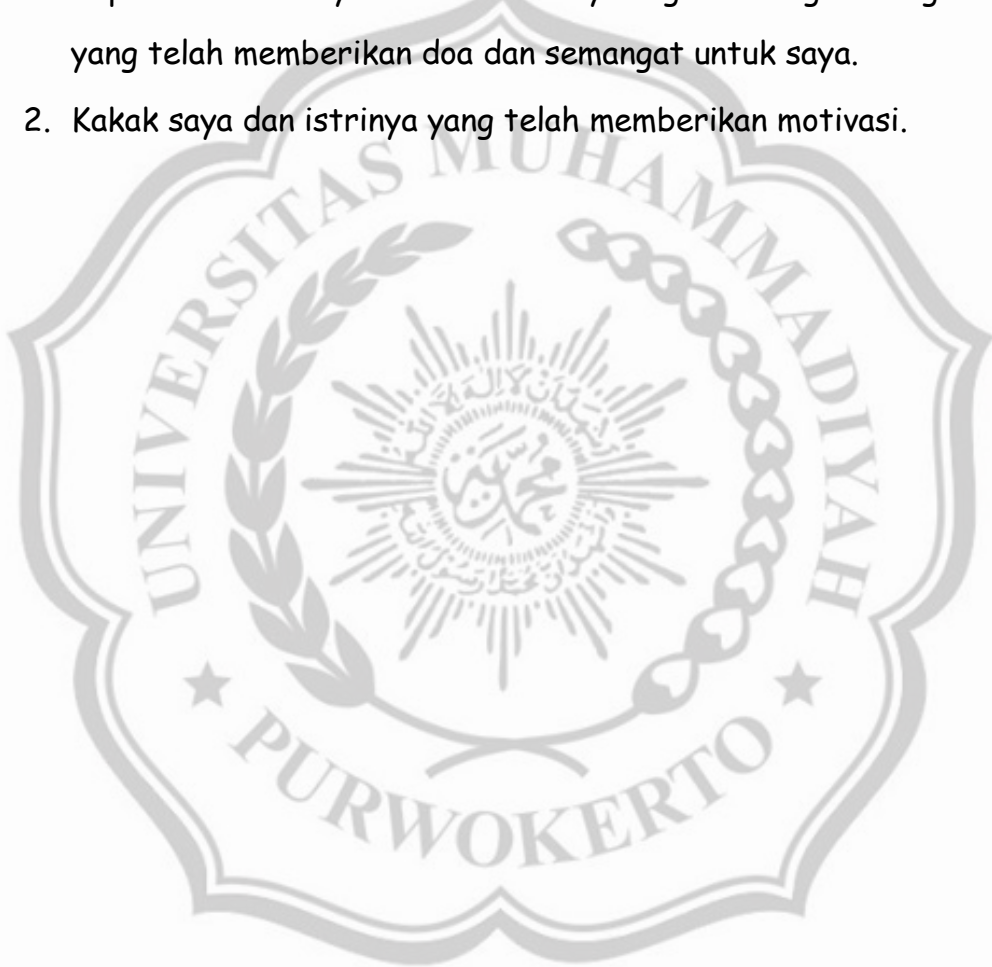 yang telah memberikan doa dan semangat untuk saya.
2. Kakak saya dan istrinya yang telah memberikan motivasi.
UNIVERSITAS MUHAMMADIYAH
PURWOKERTO